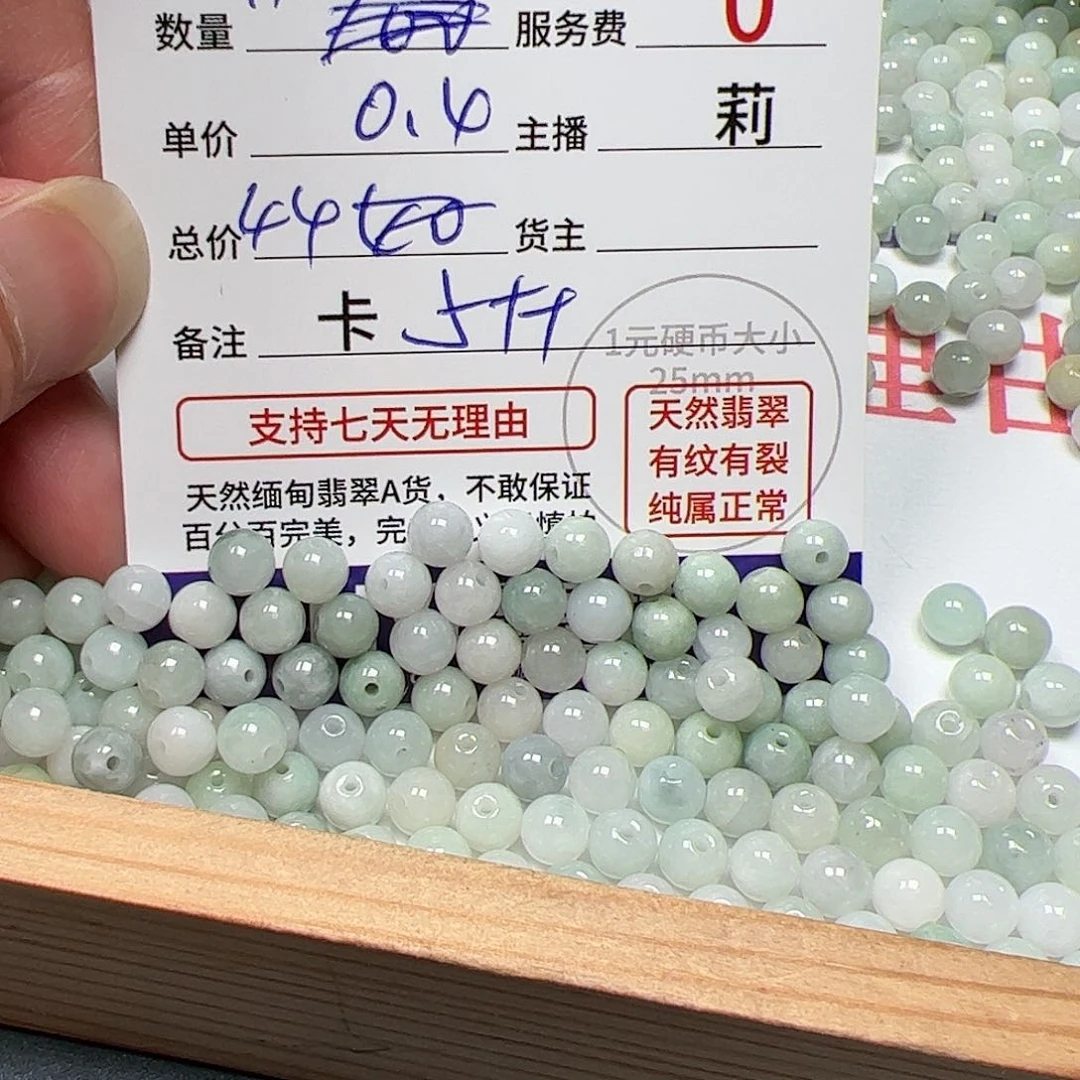 数量 服务费 0
单价 0.4 主播 莉
总价 44 货主
备注 卡
1元硬币大小
25mm
支持七天无理由
天然翡翠
有纹有裂
纯属正常
天然缅甸翡翠A货，不敢保证
百分百完美，完
理由